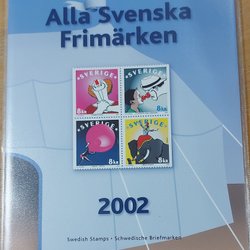 Alla Svenska
Frimärken
SVERIGE SVERIGE
8kr 8kr
SVERIGE SVERIGE
8kr 8kr
2002
Swedish Stamps · Schwedische Briefmarken